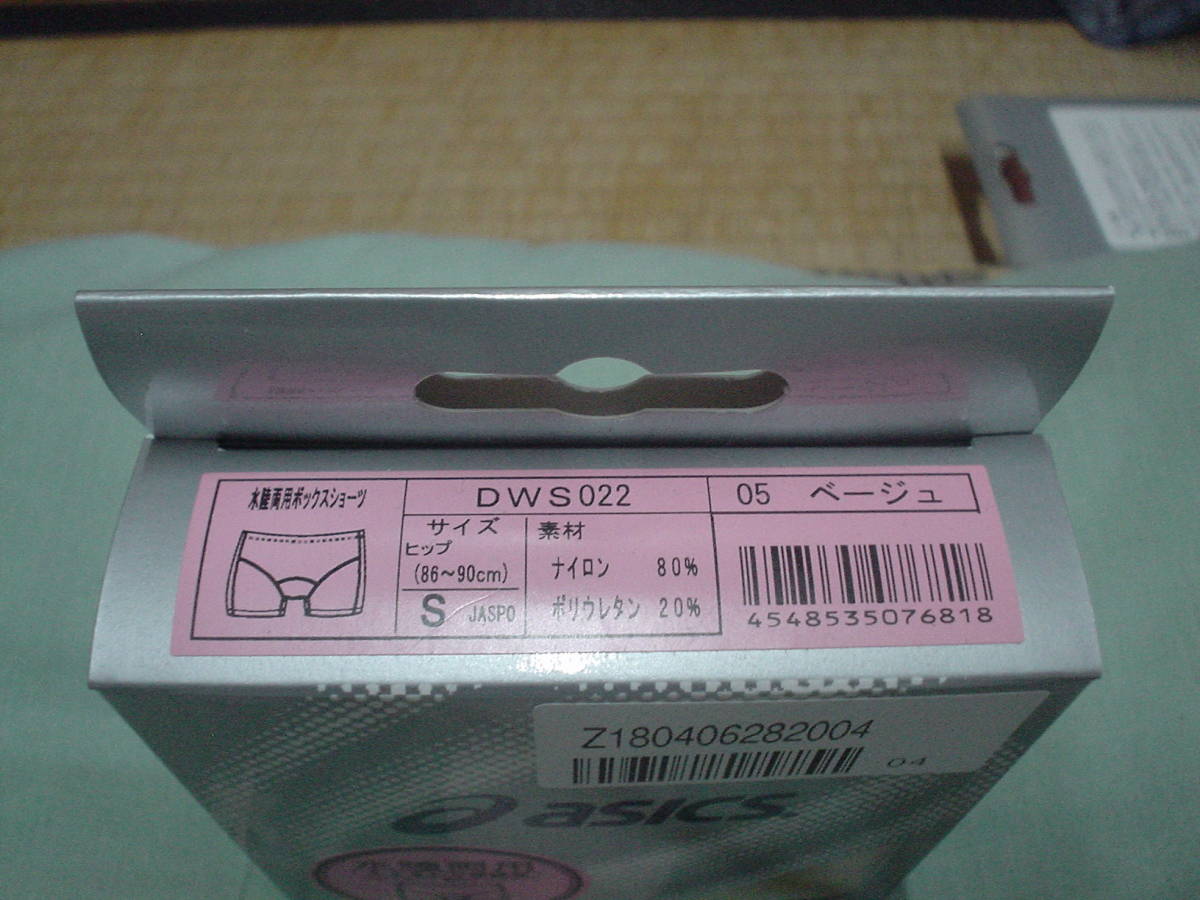 水陸両用ボックスショーツ
DWS022
05 ベージュ
サイズ
ヒップ
(86～90cm)
S JASPO
素材
ナイロン 80%
ポリウレタン 20%
4548535076818
Z180406282004
04
asics